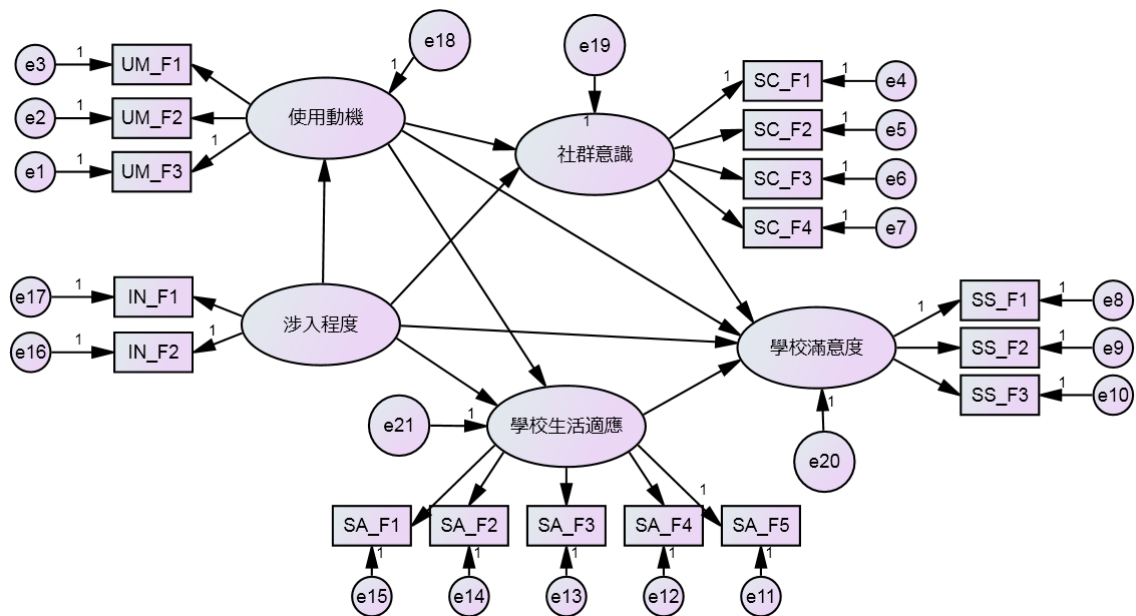 e3
1
UM_F1
e2
1
UM_F2
e1
1
UM_F3
1
使用動機
1
e18
e19
1
社群意識
1
SC_F1
1
e4
SC_F2
1
e5
SC_F3
1
e6
SC_F4
1
e7
e17
1
IN_F1
e16
1
IN_F2
1
涉入程度
學校滿意度
1
SS_F1
1
e8
SS_F2
1
e9
SS_F3
1
e10
1
e20
e21
1
學校生活適應
1
SA_F1
SA_F2
SA_F3
SA_F4
SA_F5
1
1
1
1
1
e15
e14
e13
e12
e11